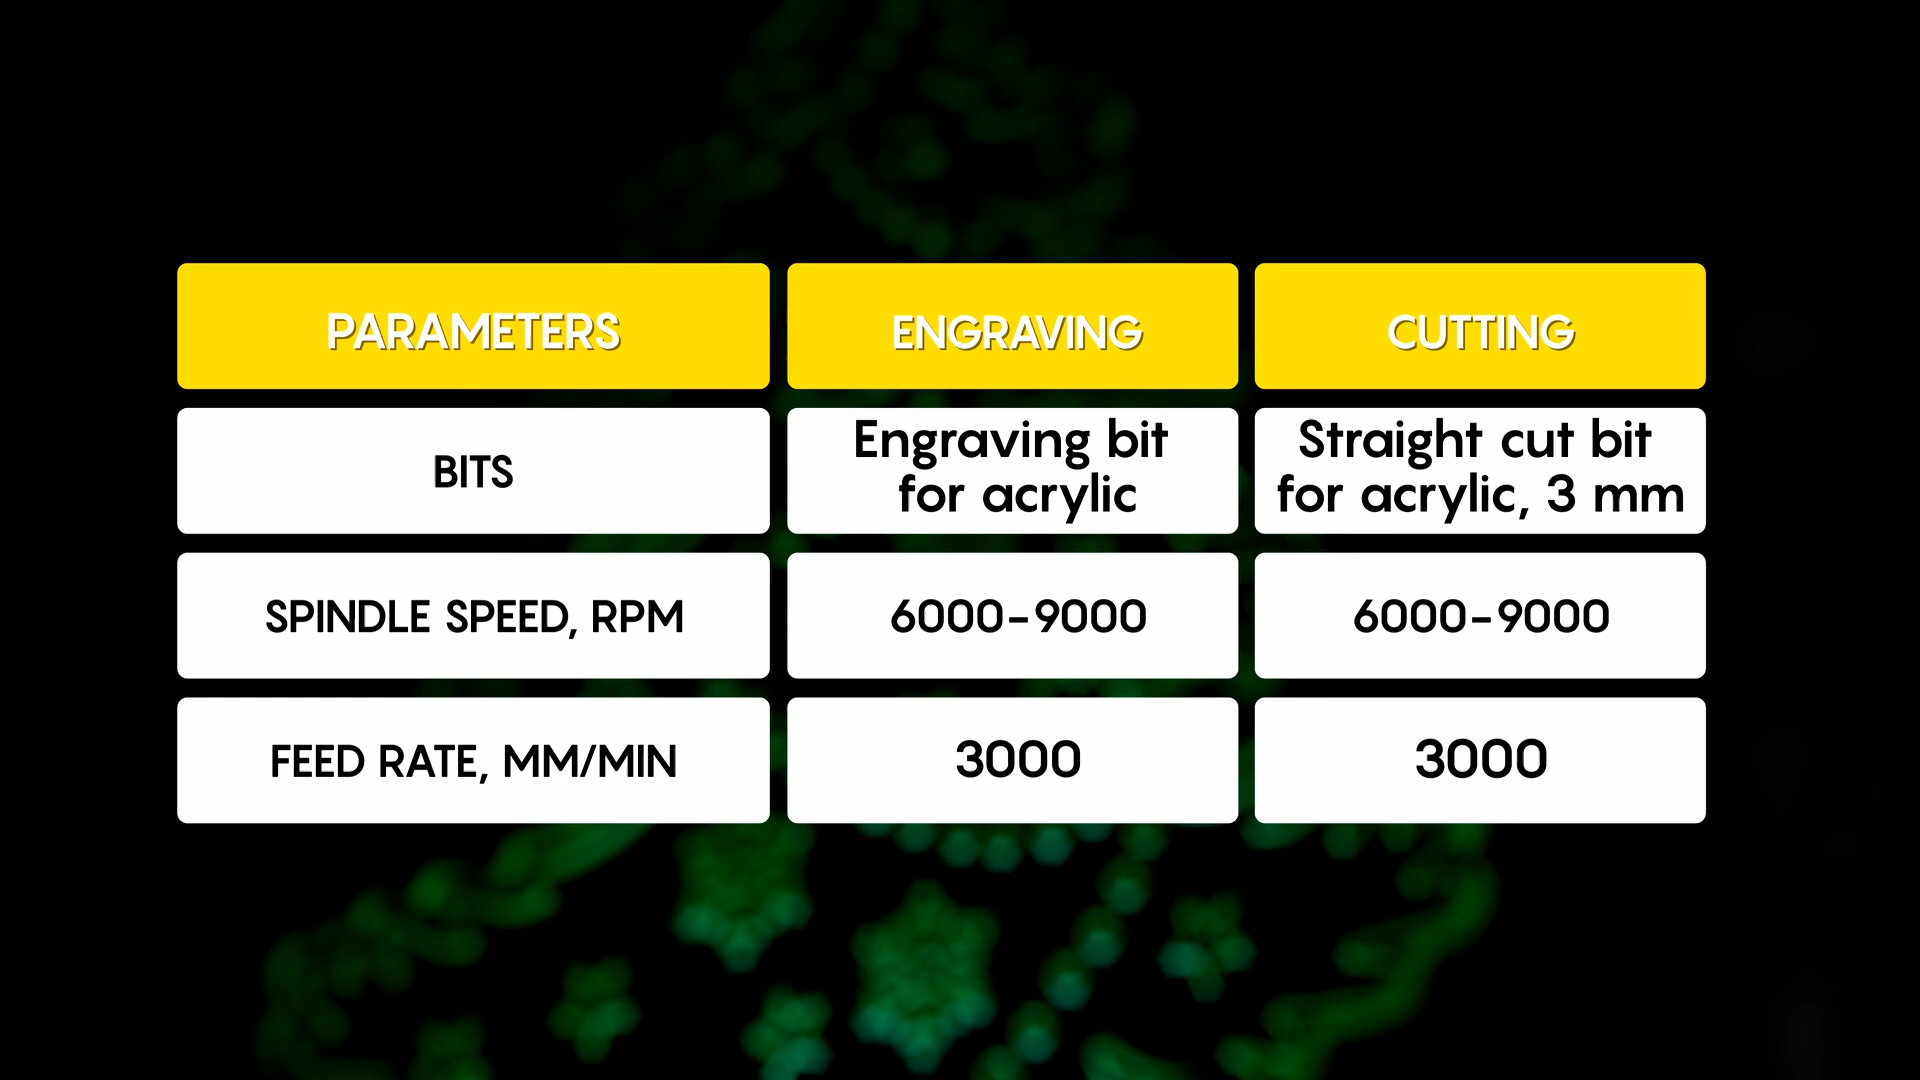 PARAMETERS
ENGRAVING
CUTTING
BITS
Engraving bit
for acrylic
Straight cut bit
for acrylic, 3 mm
SPINDLE SPEED, RPM
6000-9000
6000-9000
FEED RATE, MM/MIN
3000
3000